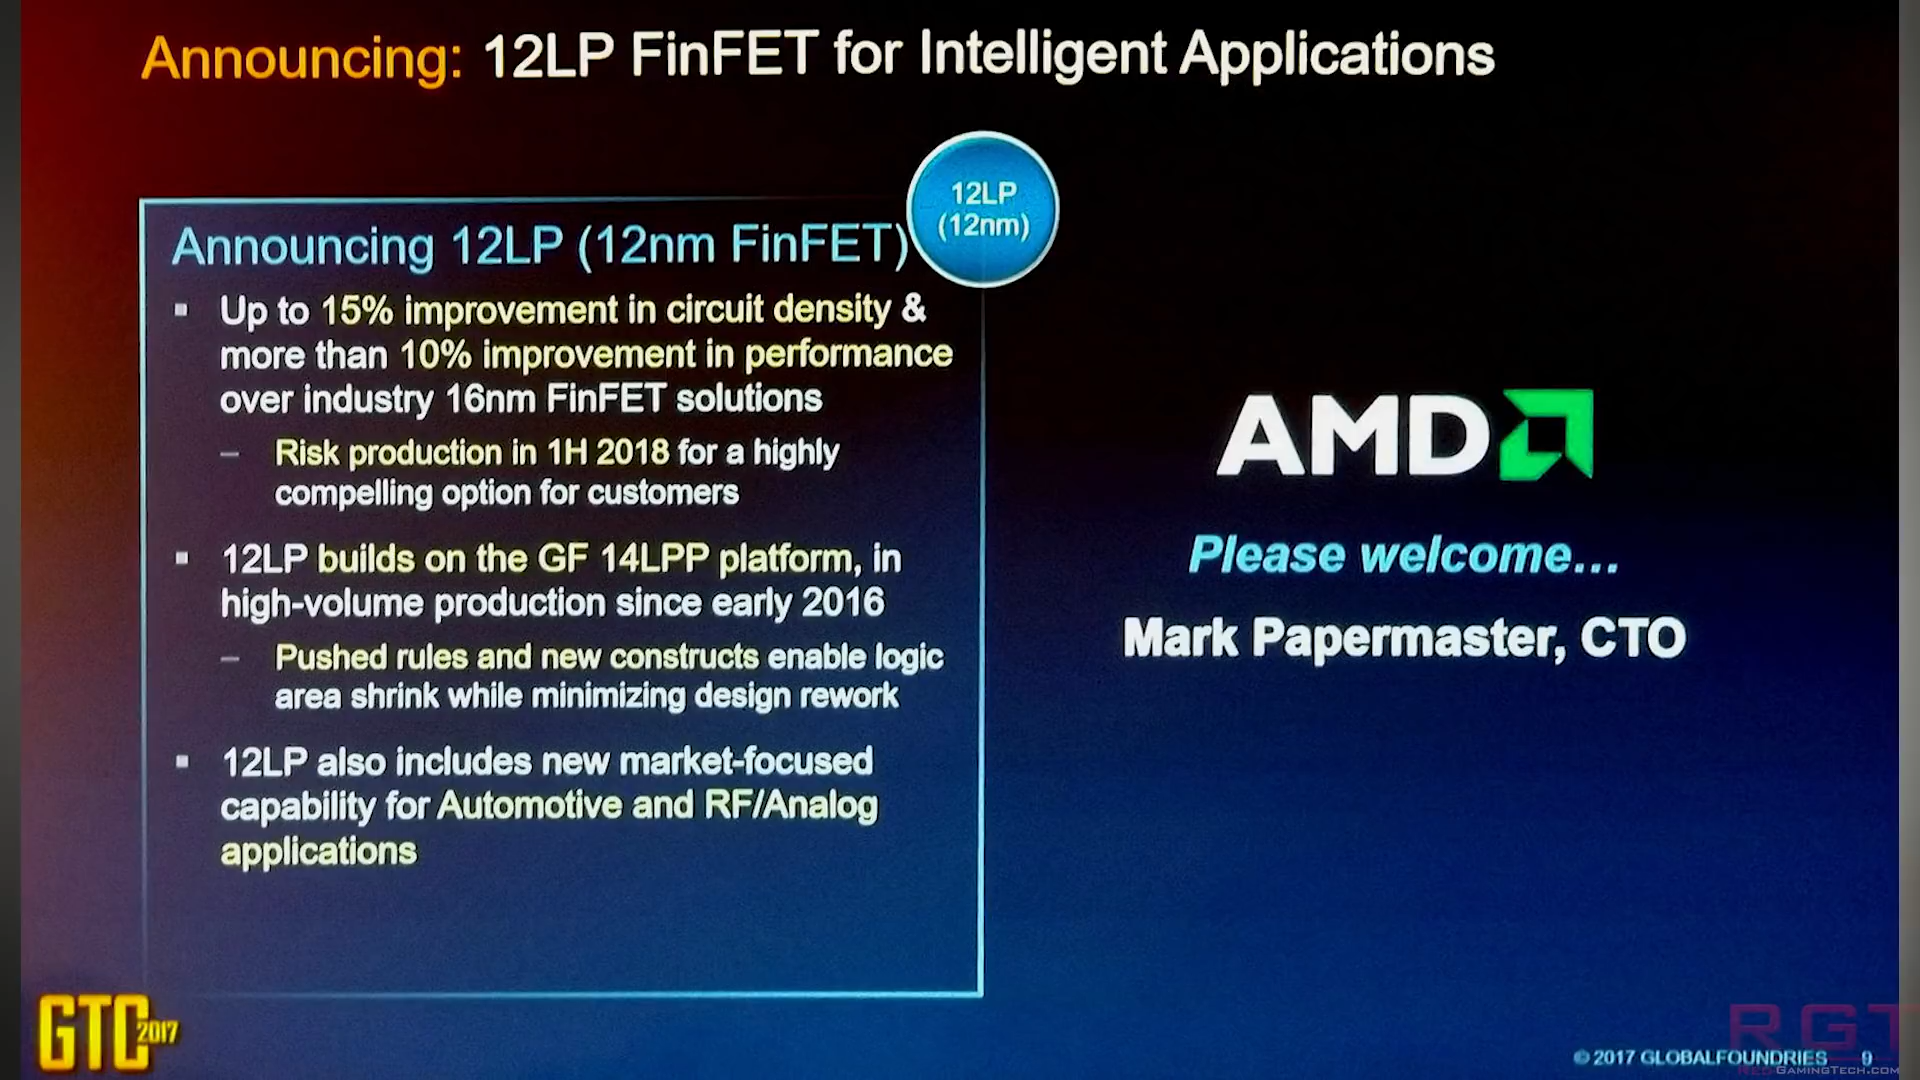 Announcing: 12LP FinFET for Intelligent Applications
12LP
(12nm)
Announcing 12LP (12nm FinFET)
▪ Up to 15% improvement in circuit density &
more than 10% improvement in performance
over industry 16nm FinFET solutions
– Risk production in 1H 2018 for a highly
compelling option for customers
▪ 12LP builds on the GF 14LPP platform, in
high-volume production since early 2016
– Pushed rules and new constructs enable logic
area shrink while minimizing design rework
▪ 12LP also includes new market-focused
capability for Automotive and RF/Analog
applications
AMD
Please welcome...
Mark Papermaster, CTO
GTC 2017
© 2017 GLOBALFOUNDRIES 9
RGT
RedGamingTech.com